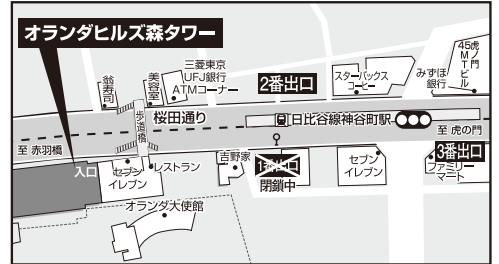 オランダヒルズ森タワー
翁寿司
美容室
三菱東京
UFJ銀行
ATMコーナー
2番出口
スターバックス
コーヒー
みずほ
銀行
45
MTビル
虎ノ門
歩道橋
桜田通り
日比谷線神谷町駅
至 赤羽橋
至 虎の門
入口
セブン
イレブン
レストラン
吉野家
1番出口
閉鎖中
セブン
イレブン
3番出口
ファミリー
マート
オランダ大使館